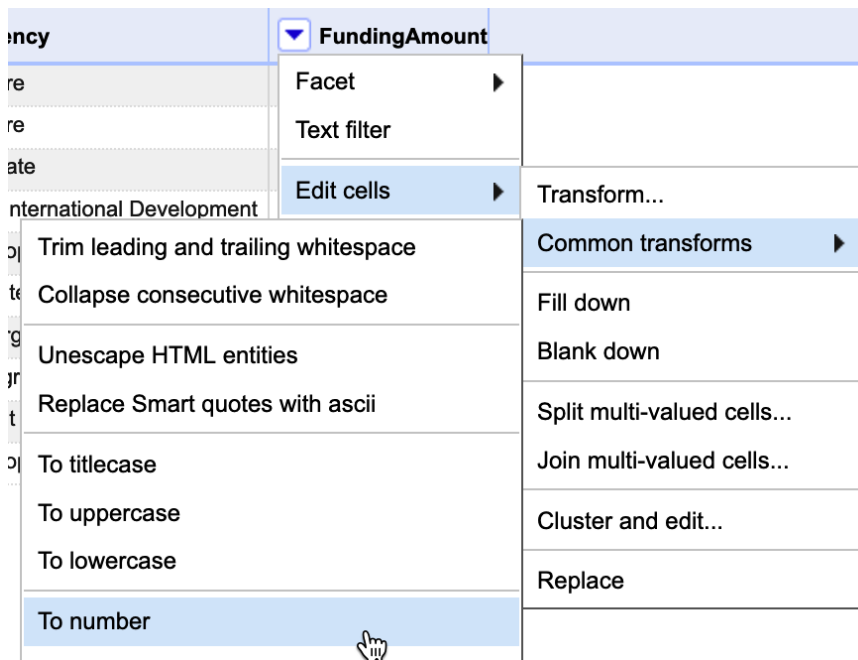 ency
FundingAmount
re
re
ate
nternational Development
Facet
Text filter
Edit cells
Transform...
Common transforms
Fill down
Blank down
Split multi-valued cells...
Join multi-valued cells...
Cluster and edit...
Replace
Trim leading and trailing whitespace
Collapse consecutive whitespace
Unescape HTML entities
Replace Smart quotes with ascii
To titlecase
To uppercase
To lowercase
To number